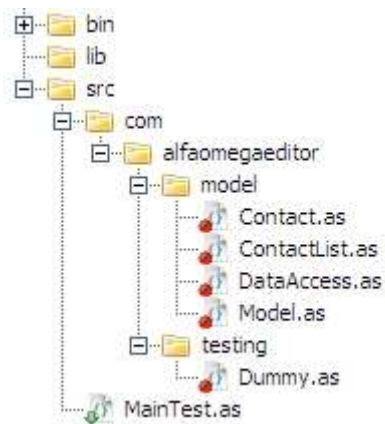 bin
lib
src
com
alfaomegaeditor
model
Contact.as
ContactList.as
DataAccess.as
Model.as
testing
Dummy.as
MainTest.as